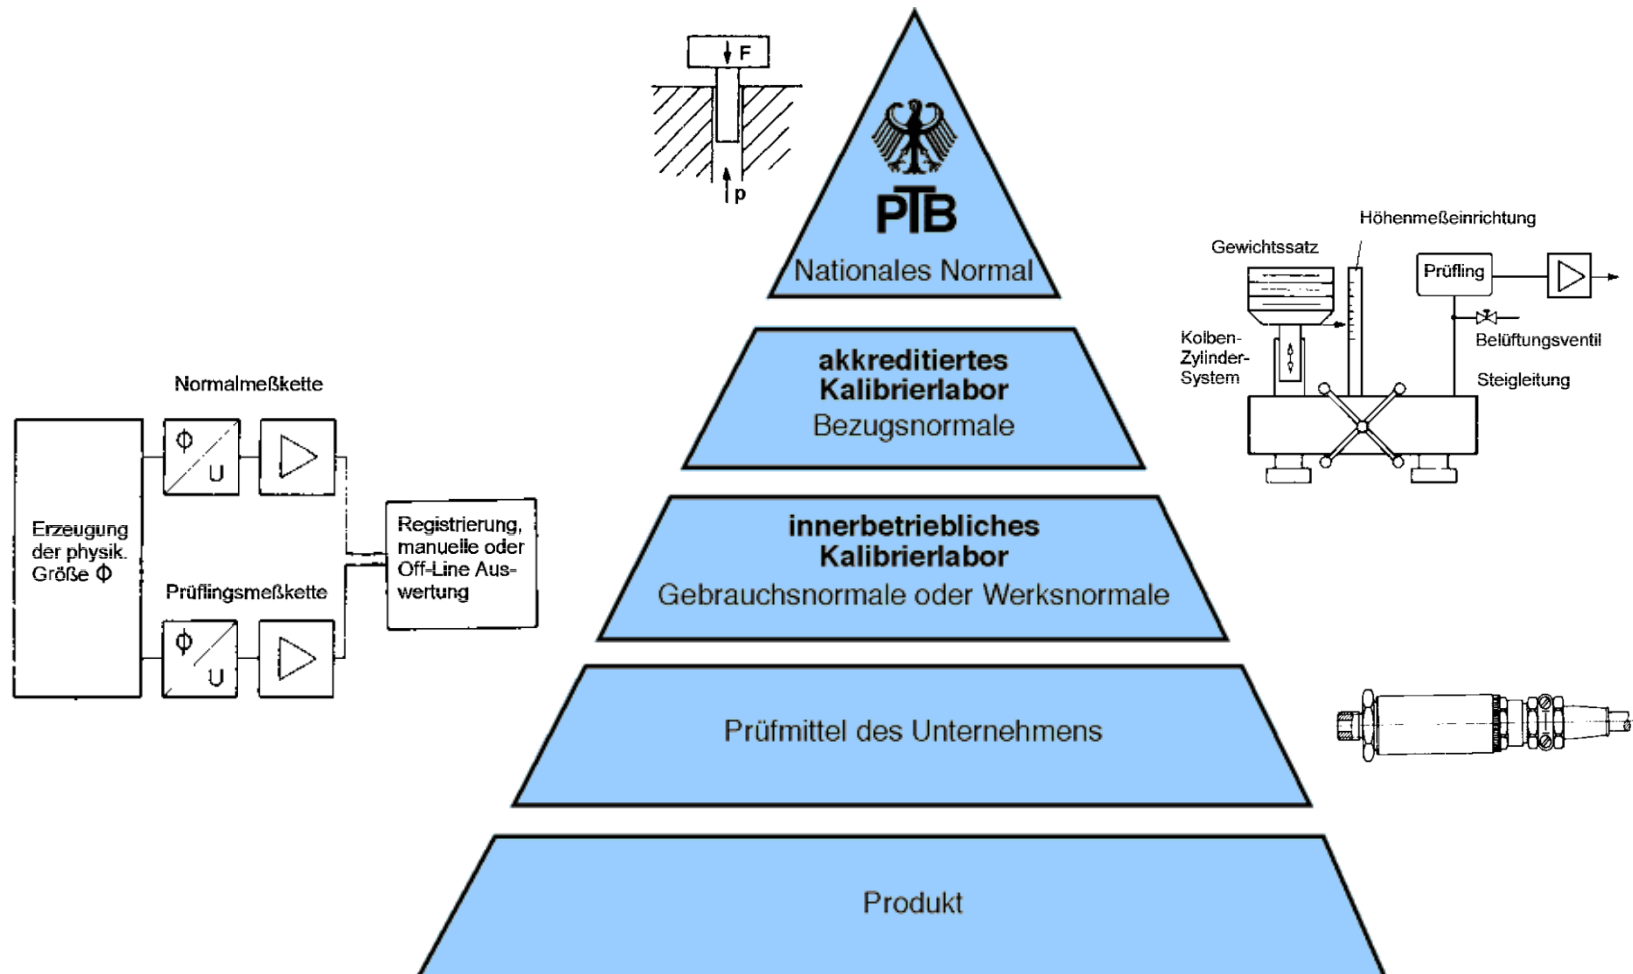 F
p
PTB
Nationales Normal
Höhenmeßeinrichtung
Gewichtssatz
Prüfling
Kolben-
Zylinder-
System
Belüftungsventil
Steigleitung
akkreditiertes
Kalibrierlabor
Bezugsnormale
Normalmeßkette
Φ
U
Erzeugung
der physik.
Größe Φ
Registrierung,
manuelle oder
Off-Line Aus-
wertung
Prüflingsmeßkette
Φ
U
innerbetriebliches
Kalibrierlabor
Gebrauchsnormale oder Werksnormale
Prüfmittel des Unternehmens
Produkt